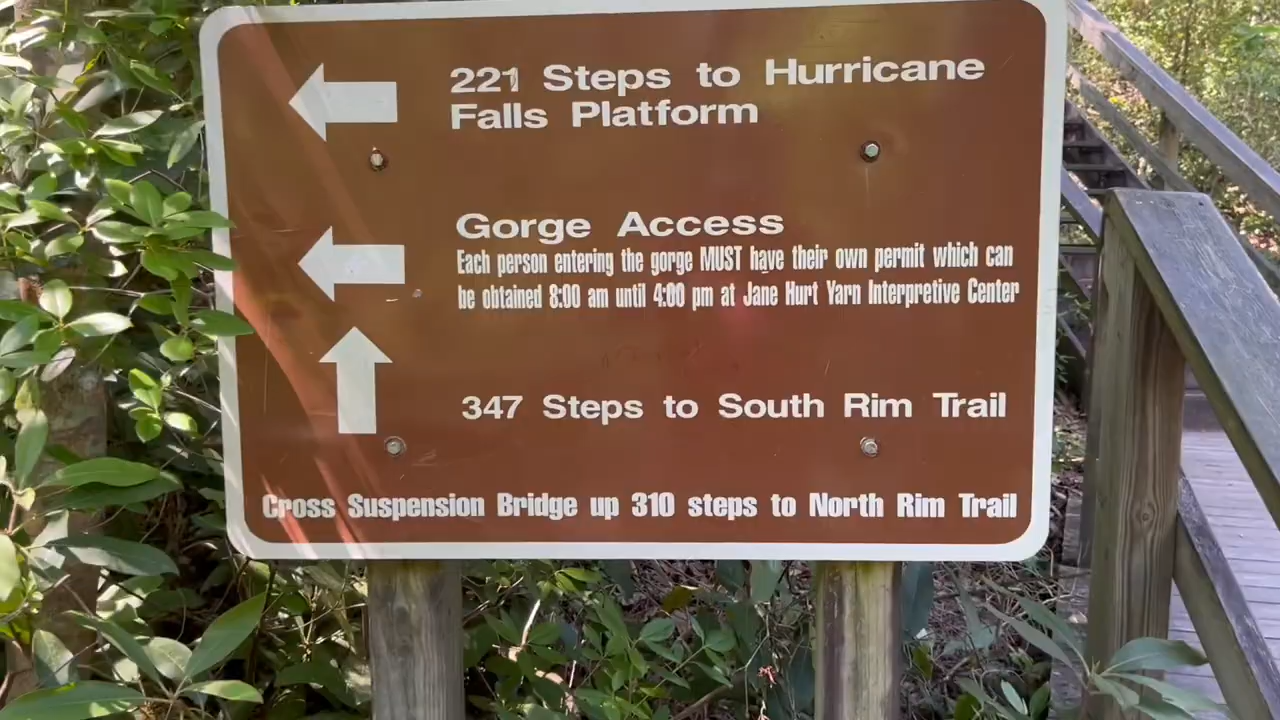 221 Steps to Hurricane
Falls Platform
Gorge Access
Each person entering the gorge MUST have their own permit which can
be obtained 8:00 am until 4:00 pm at Jane Hurt Yarn Interpretive Center
347 Steps to South Rim Trail
Cross Suspension Bridge up 310 steps to North Rim Trail